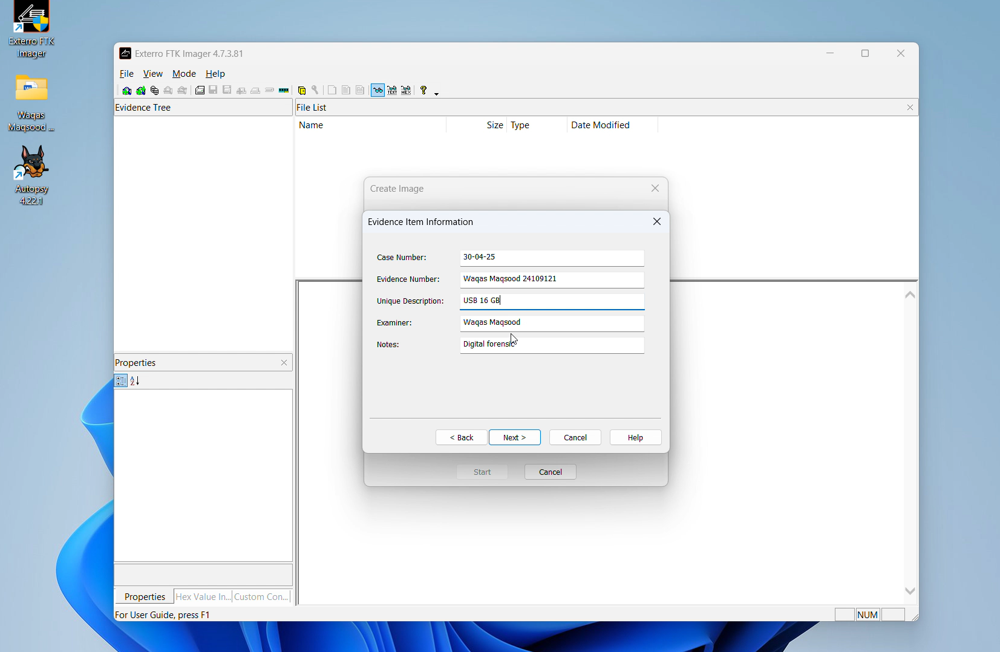 Exterro FTK
Imager
Waqas
Maqsood ...
Autopsy
4.22.1
Exterro FTK Imager 4.7.3.81
File View Mode Help
TEXT HEX
Evidence Tree
File List
Name Size Type Date Modified
Create Image
Evidence Item Information
Case Number: 30-04-25
Evidence Number: Waqas Maqsood 24109121
Unique Description: USB 16 GB
Examiner: Waqas Maqsood
Notes: Digital forensic
< Back Next > Cancel Help
Start Cancel
Properties
Properties Hex Value In... Custom Con...
For User Guide, press F1
NUM